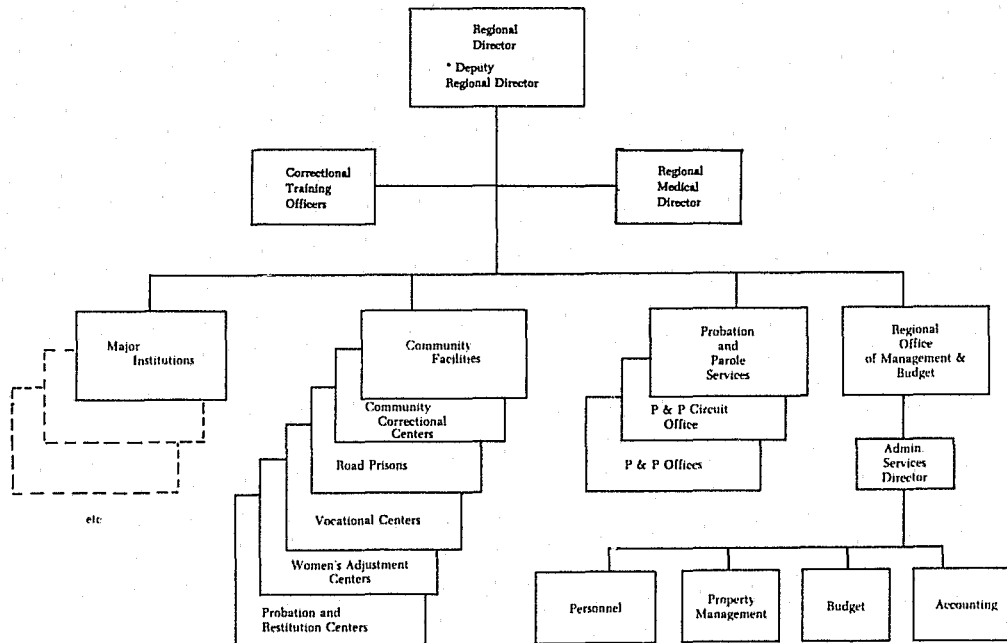 Regional
Director
* Deputy
Regional Director
Correctional
Training
Officers
Regional
Medical
Director
Major
Institutions
etc
Community
Facilities
Community
Correctional
Centers
Road Prisons
Vocational Centers
Women's Adjustment
Centers
Probation and
Restitution Centers
Probation
and
Parole
Services
P & P Circuit
Office
P & P Offices
Regional
Office
of Management &
Budget
Admin.
Services
Director
Personnel
Property
Management
Budget
Accounting